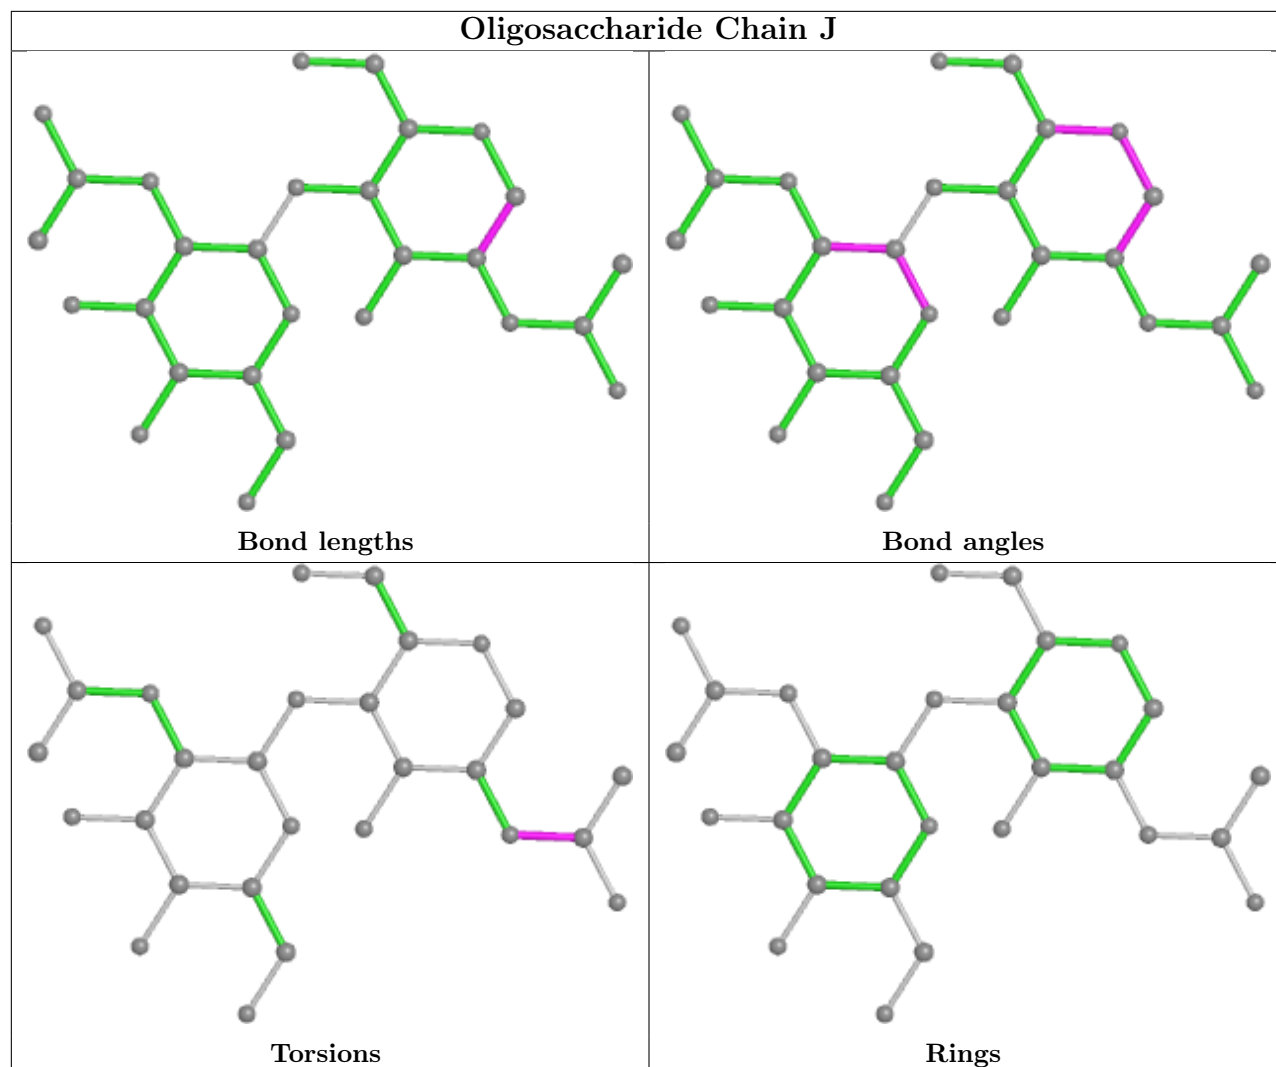 Oligosaccharide Chain J
Bond lengths
Bond angles
Torsions
Rings